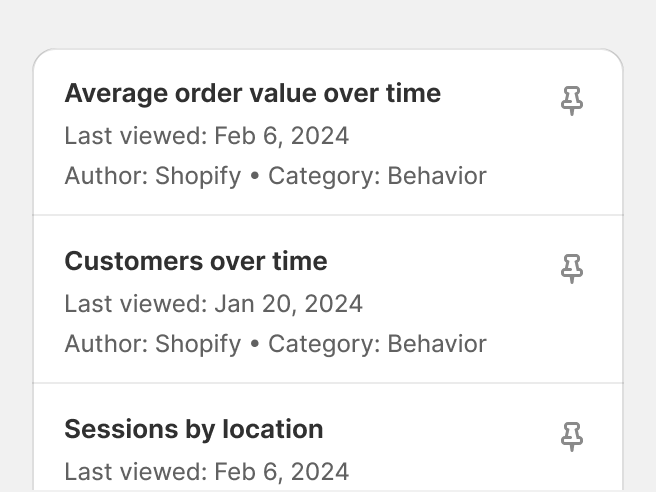 Average order value over time
Last viewed: Feb 6, 2024
Author: Shopify • Category: Behavior
Customers over time
Last viewed: Jan 20, 2024
Author: Shopify • Category: Behavior
Sessions by location
Last viewed: Feb 6, 2024